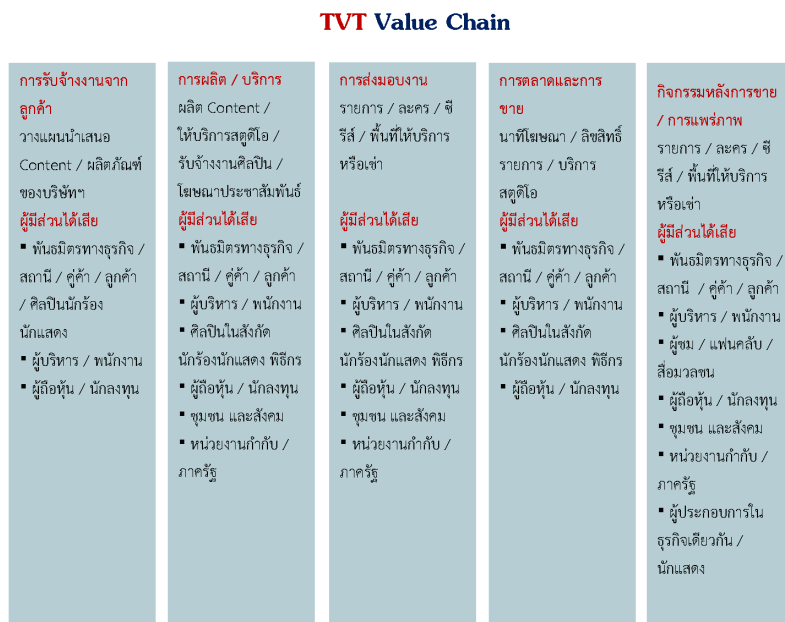 TVT Value Chain
การรับจ้างงานจาก
ลูกค้า
วางแผนนำเสนอ
Content / ผลิตภัณฑ์
ของบริษัทฯ
ผู้มีส่วนได้เสีย
▪ พันธมิตรทางธุรกิจ /
สถานี / คู่ค้า / ลูกค้า
/ ศิลปินนักร้อง
นักแสดง
▪ ผู้บริหาร / พนักงาน
▪ ผู้ถือหุ้น / นักลงทุน
การผลิต / บริการ
ผลิต Content /
ให้บริการสตูดิโอ /
รับจ้างงานศิลปิน /
โฆษณาประชาสัมพันธ์
ผู้มีส่วนได้เสีย
▪ พันธมิตรทางธุรกิจ /
สถานี / คู่ค้า / ลูกค้า
▪ ผู้บริหาร / พนักงาน
▪ ศิลปินในสังกัด
นักร้องนักแสดง พิธีกร
▪ ผู้ถือหุ้น / นักลงทุน
▪ ชุมชน และสังคม
▪ หน่วยงานกำกับ /
ภาครัฐ
การส่งมอบงาน
รายการ / ละคร / ซี
รีส์ / พื้นที่ให้บริการ
หรือเช่า
ผู้มีส่วนได้เสีย
▪ พันธมิตรทางธุรกิจ /
สถานี / คู่ค้า / ลูกค้า
▪ ผู้บริหาร / พนักงาน
▪ ศิลปินในสังกัด
นักร้องนักแสดง พิธีกร
▪ ผู้ถือหุ้น / นักลงทุน
▪ ชุมชน และสังคม
▪ หน่วยงานกำกับ /
ภาครัฐ
การตลาดและการ
ขาย
นาทีโฆษณา / ลิขสิทธิ์
รายการ / บริการ
สตูดิโอ
ผู้มีส่วนได้เสีย
▪ พันธมิตรทางธุรกิจ /
สถานี / คู่ค้า / ลูกค้า
▪ ผู้บริหาร / พนักงาน
▪ ศิลปินในสังกัด
นักร้องนักแสดง พิธีกร
▪ ผู้ถือหุ้น / นักลงทุน
กิจกรรมหลังการขาย
/ การแพร่ภาพ
รายการ / ละคร / ซี
รีส์ / พื้นที่ให้บริการ
หรือเช่า
ผู้มีส่วนได้เสีย
▪ พันธมิตรทางธุรกิจ /
สถานี / คู่ค้า / ลูกค้า
▪ ผู้บริหาร / พนักงาน
▪ ผู้ชม / แฟนคลับ /
สื่อมวลชน
▪ ผู้ถือหุ้น / นักลงทุน
▪ ชุมชน และสังคม
▪ หน่วยงานกำกับ /
ภาครัฐ
▪ ผู้ประกอบการใน
ธุรกิจเดียวกัน /
นักแสดง